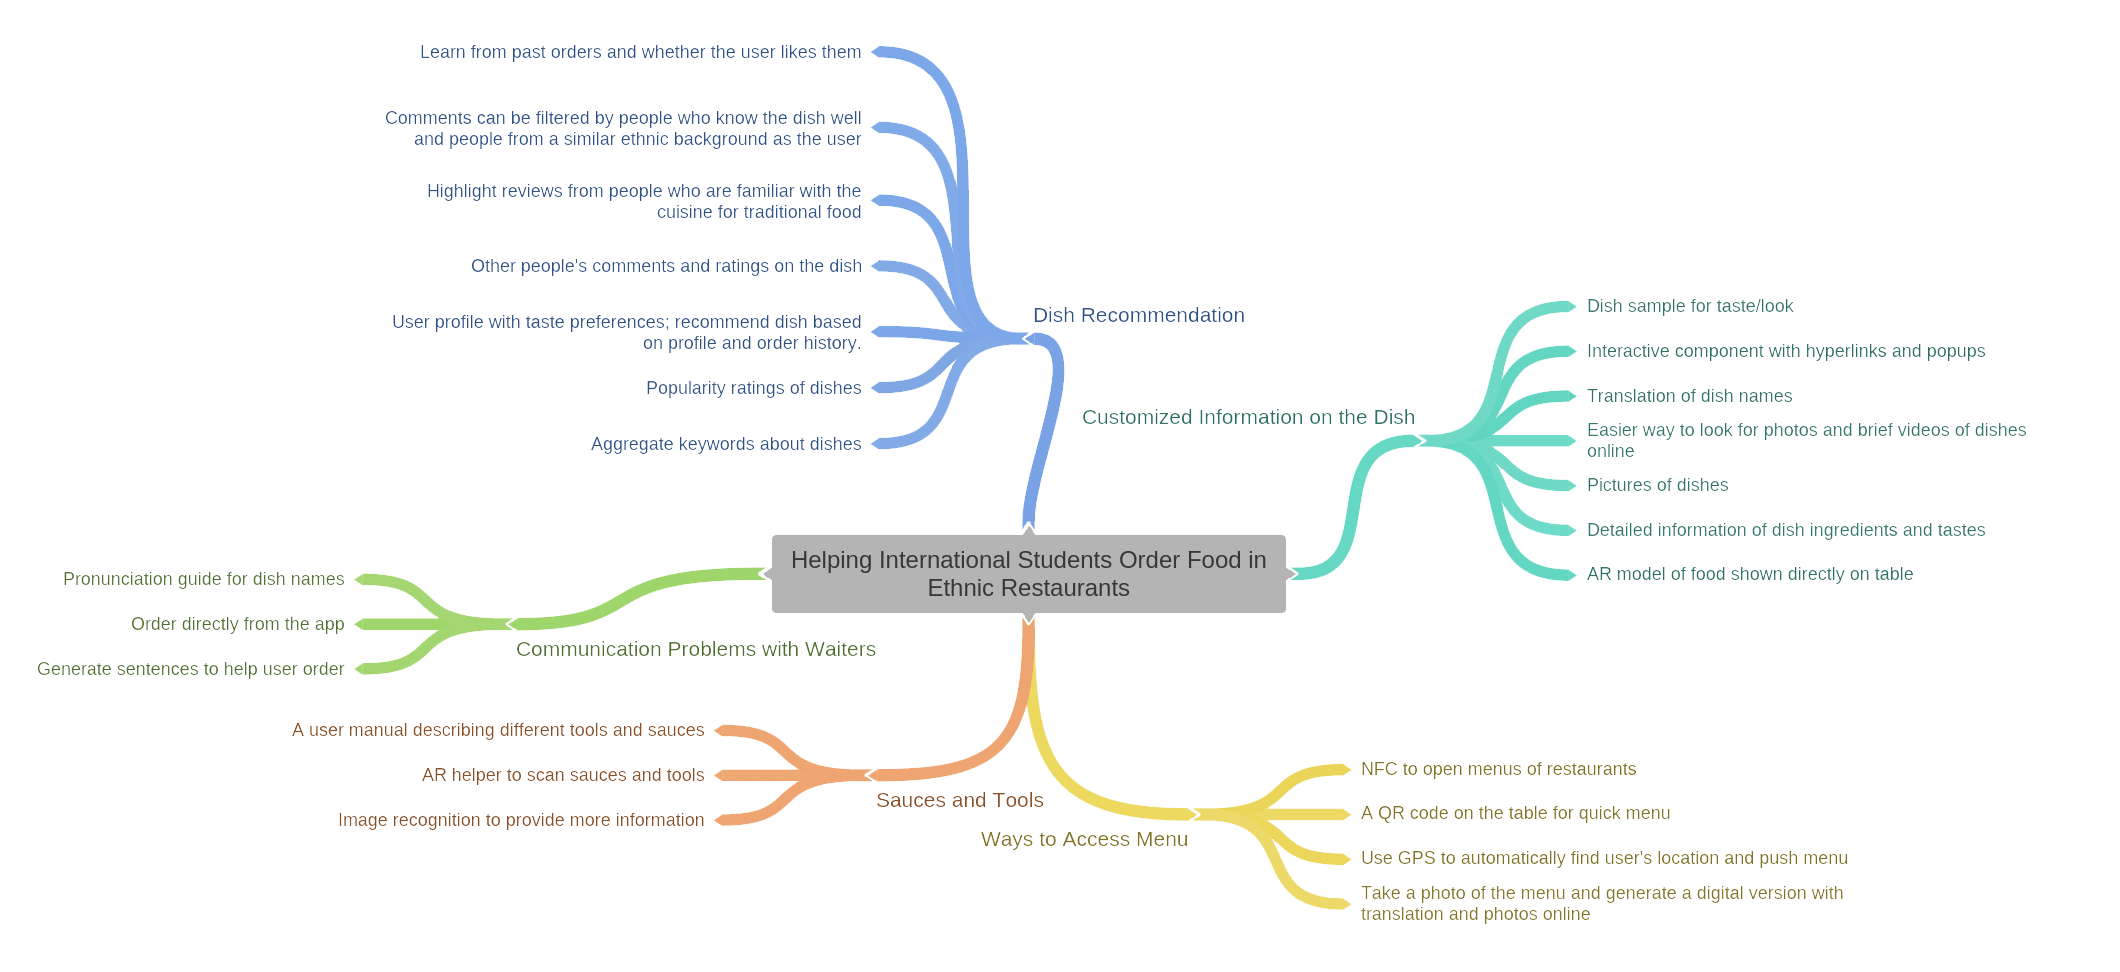 Learn from past orders and whether the user likes them
Comments can be filtered by people who know the dish well
and people from a similar ethnic background as the user
Highlight reviews from people who are familiar with the
cuisine for traditional food
Other people's comments and ratings on the dish
User profile with taste preferences; recommend dish based
on profile and order history.
Popularity ratings of dishes
Aggregate keywords about dishes
Dish Recommendation
Customized Information on the Dish
Dish sample for taste/look
Interactive component with hyperlinks and popups
Translation of dish names
Easier way to look for photos and brief videos of dishes
online
Pictures of dishes
Detailed information of dish ingredients and tastes
AR model of food shown directly on table
Helping International Students Order Food in
Ethnic Restaurants
Pronunciation guide for dish names
Order directly from the app
Generate sentences to help user order
Communication Problems with Waiters
A user manual describing different tools and sauces
AR helper to scan sauces and tools
Image recognition to provide more information
Sauces and Tools
Ways to Access Menu
NFC to open menus of restaurants
A QR code on the table for quick menu
Use GPS to automatically find user's location and push menu
Take a photo of the menu and generate a digital version with
translation and photos online